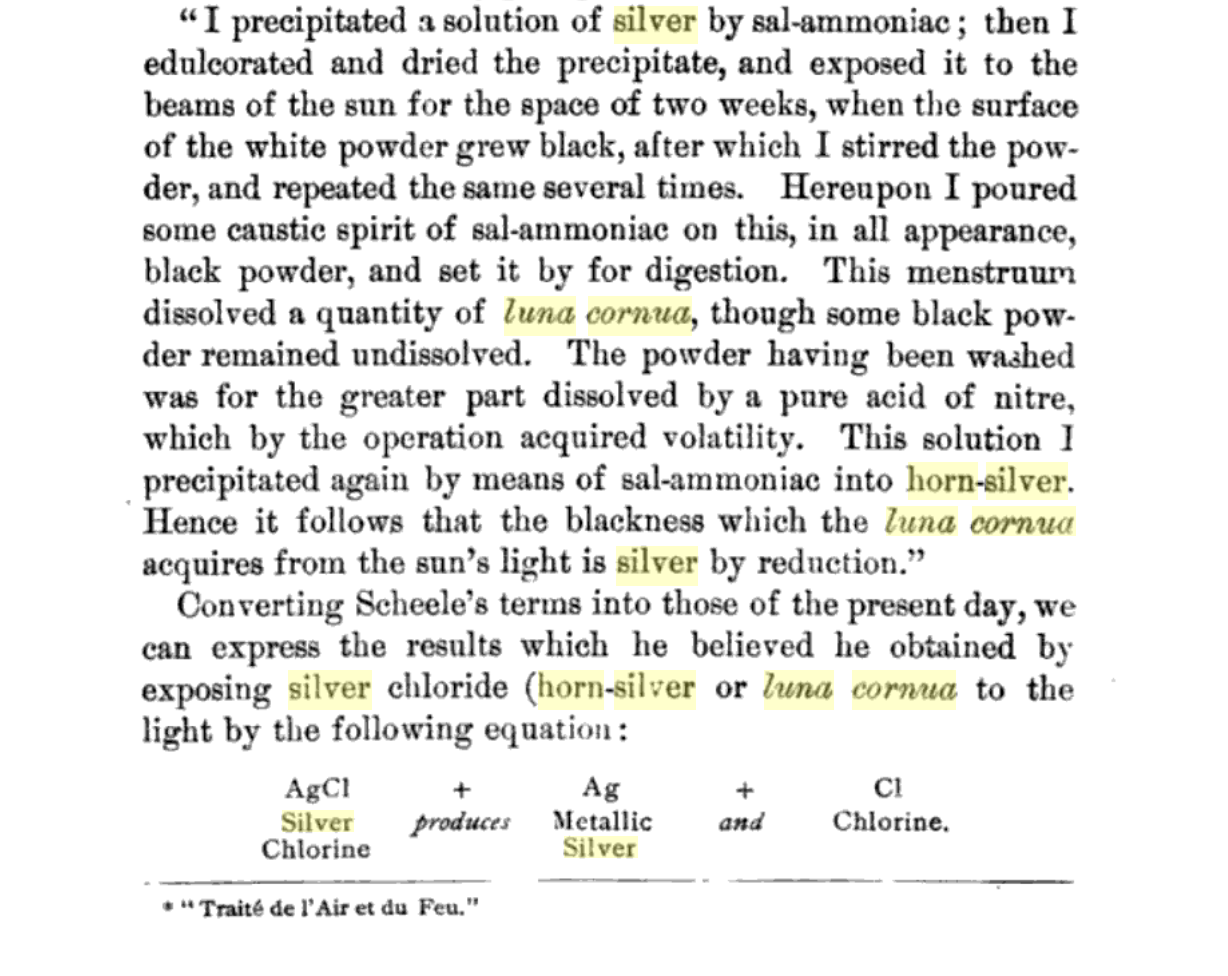 “I precipitated a solution of silver by sal-ammoniac; then I
edulcorated and dried the precipitate, and exposed it to the
beams of the sun for the space of two weeks, when the surface
of the white powder grew black, after which I stirred the pow-
der, and repeated the same several times. Hereupon I poured
some caustic spirit of sal-ammoniac on this, in all appearance,
black powder, and set it by for digestion. This menstruum
dissolved a quantity of luna cornua, though some black pow-
der remained undissolved. The powder having been washed
was for the greater part dissolved by a pure acid of nitre,
which by the operation acquired volatility. This solution I
precipitated again by means of sal-ammoniac into horn-silver.
Hence it follows that the blackness which the luna cornua
acquires from the sun’s light is silver by reduction.”
Converting Scheele’s terms into those of the present day, we
can express the results which he believed he obtained by
exposing silver chloride (horn-silver or luna cornua to the
light by the following equation:
AgCl + Ag + Cl
Silver produces Metallic and Chlorine.
Chlorine Silver
* “Traité de l’Air et du Feu.”